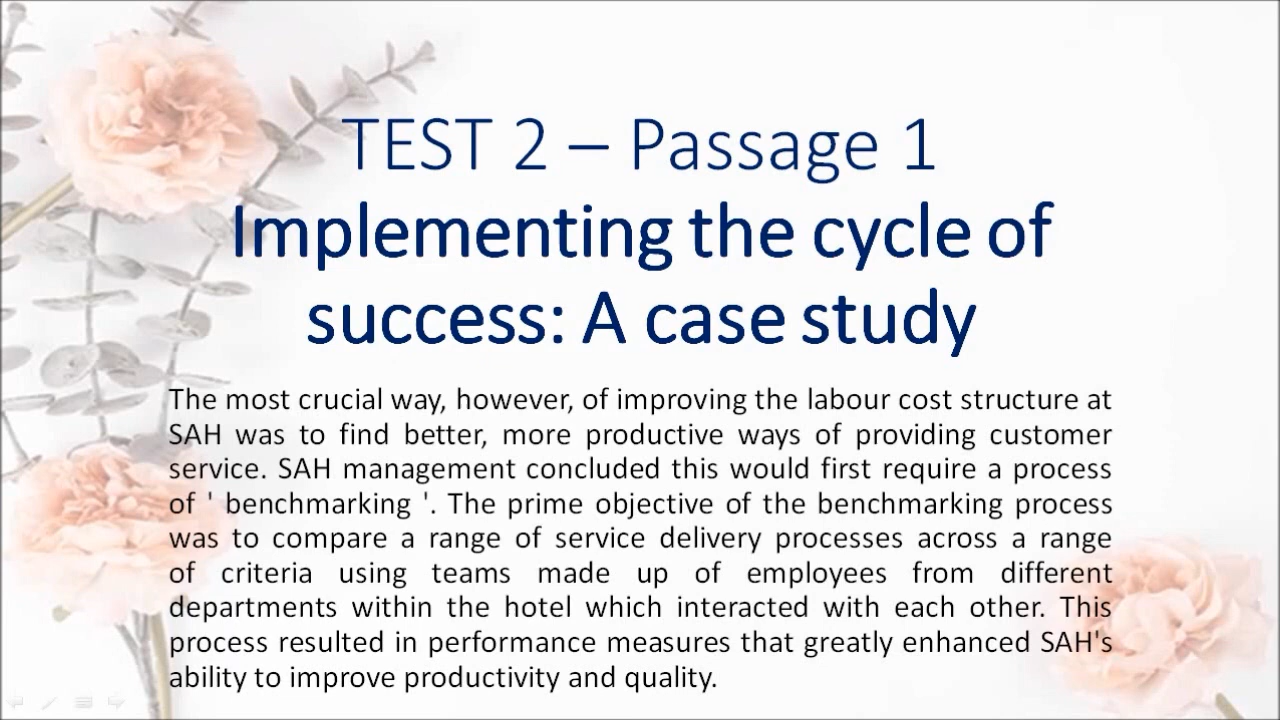 TEST 2 – Passage 1
Implementing the cycle of
success: A case study
The most crucial way, however, of improving the labour cost structure at
SAH was to find better, more productive ways of providing customer
service. SAH management concluded this would first require a process
of ' benchmarking '. The prime objective of the benchmarking process
was to compare a range of service delivery processes across a range
of criteria using teams made up of employees from different
departments within the hotel which interacted with each other. This
process resulted in performance measures that greatly enhanced SAH's
ability to improve productivity and quality.